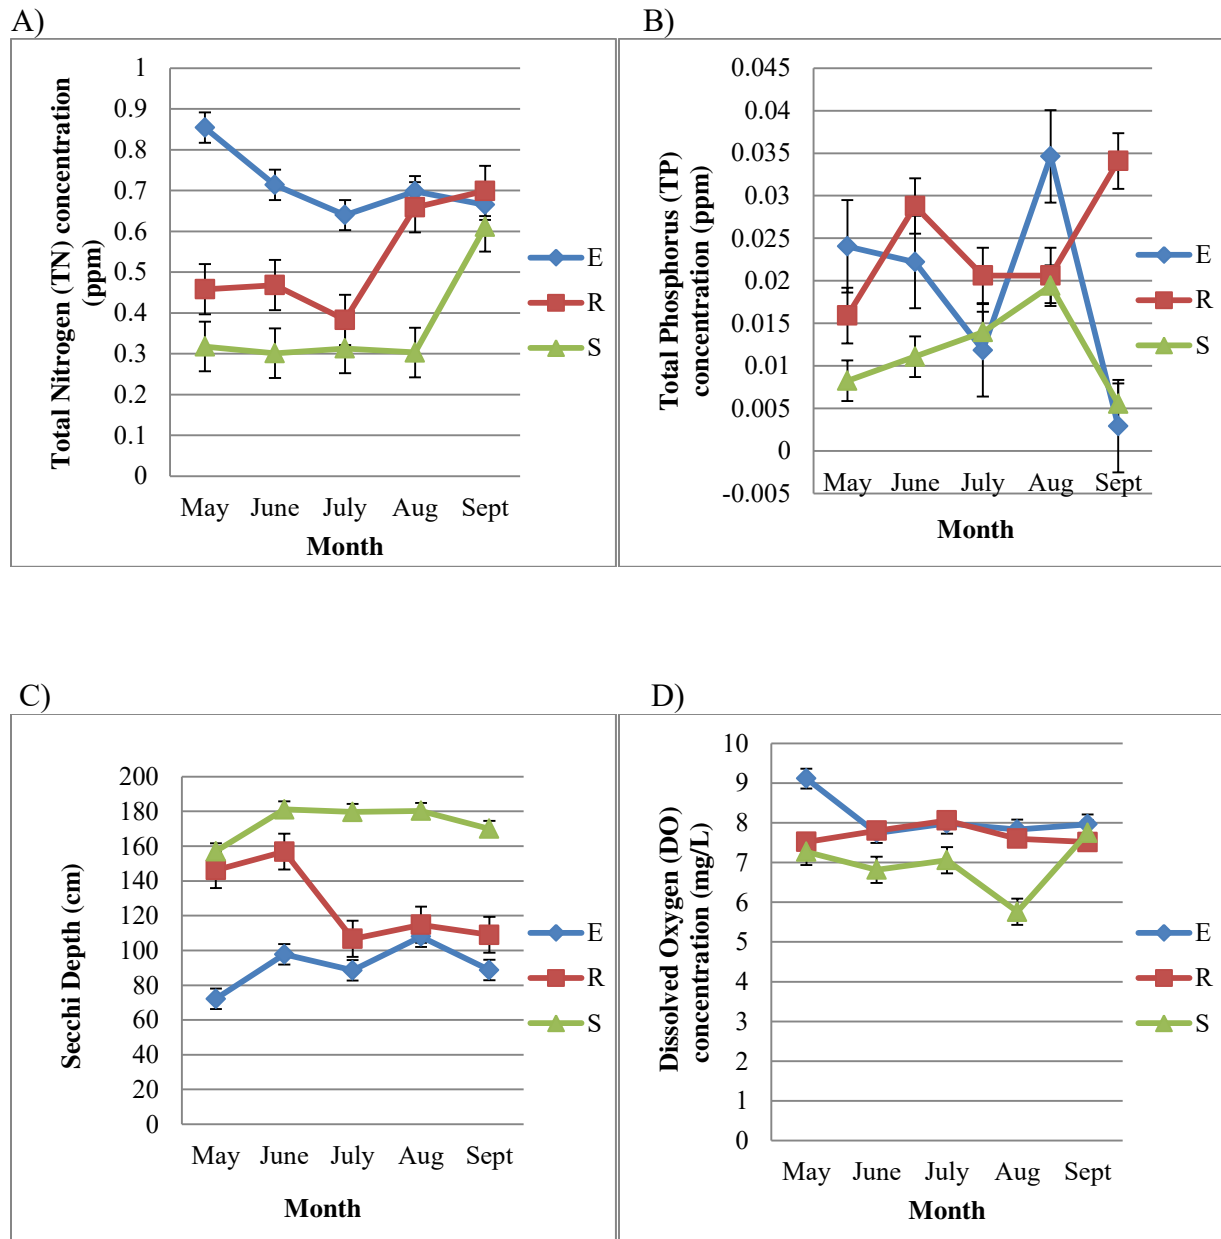 A)
Total Nitrogen (TN) concentration
(ppm)
1
0.9
0.8
0.7
0.6
0.5
0.4
0.3
0.2
0.1
0
May June July Aug Sept
Month
E
R
S
B)
Total Phosphorus (TP)
concentration (ppm)
0.045
0.04
0.035
0.03
0.025
0.02
0.015
0.01
0.005
0
-0.005
May June July Aug Sept
Month
E
R
S
C)
Secchi Depth (cm)
200
180
160
140
120
100
80
60
40
20
0
May June July Aug Sept
Month
E
R
S
D)
Dissolved Oxygen (DO)
concentration (mg/L)
10
9
8
7
6
5
4
3
2
1
0
May June July Aug Sept
Month
E
R
S